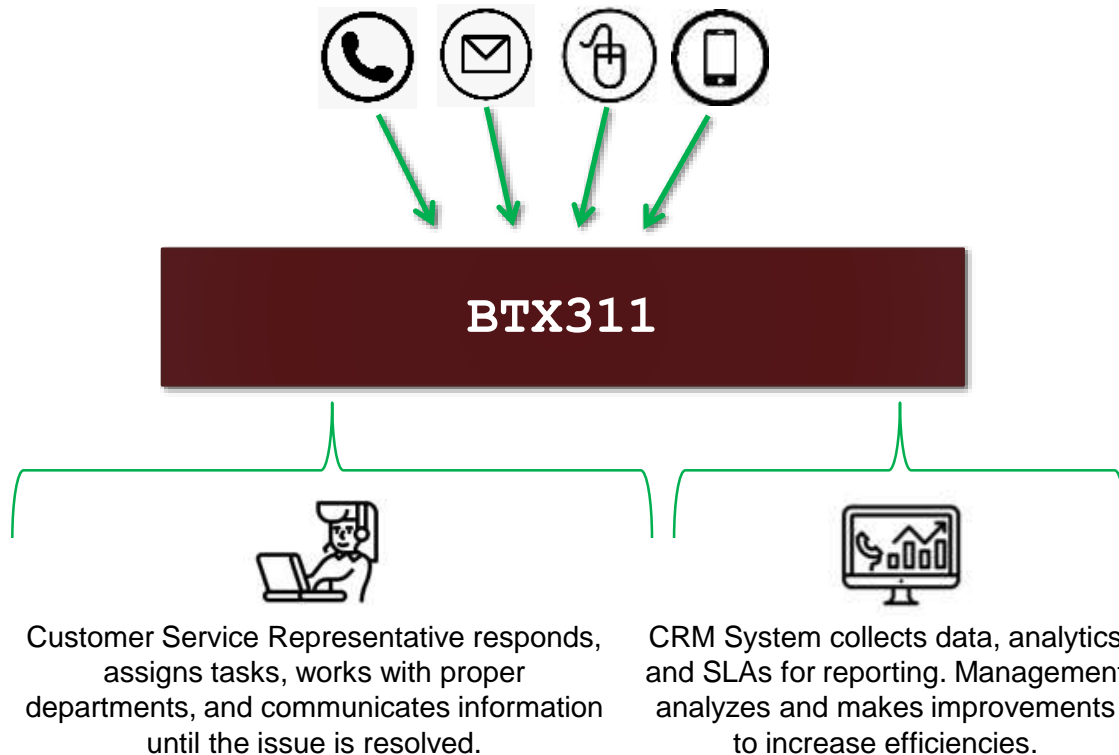 BTX311
Customer Service Representative responds,
assigns tasks, works with proper
departments, and communicates information
until the issue is resolved.
CRM System collects data, analytics
and SLAs for reporting. Management
analyzes and makes improvements
to increase efficiencies.